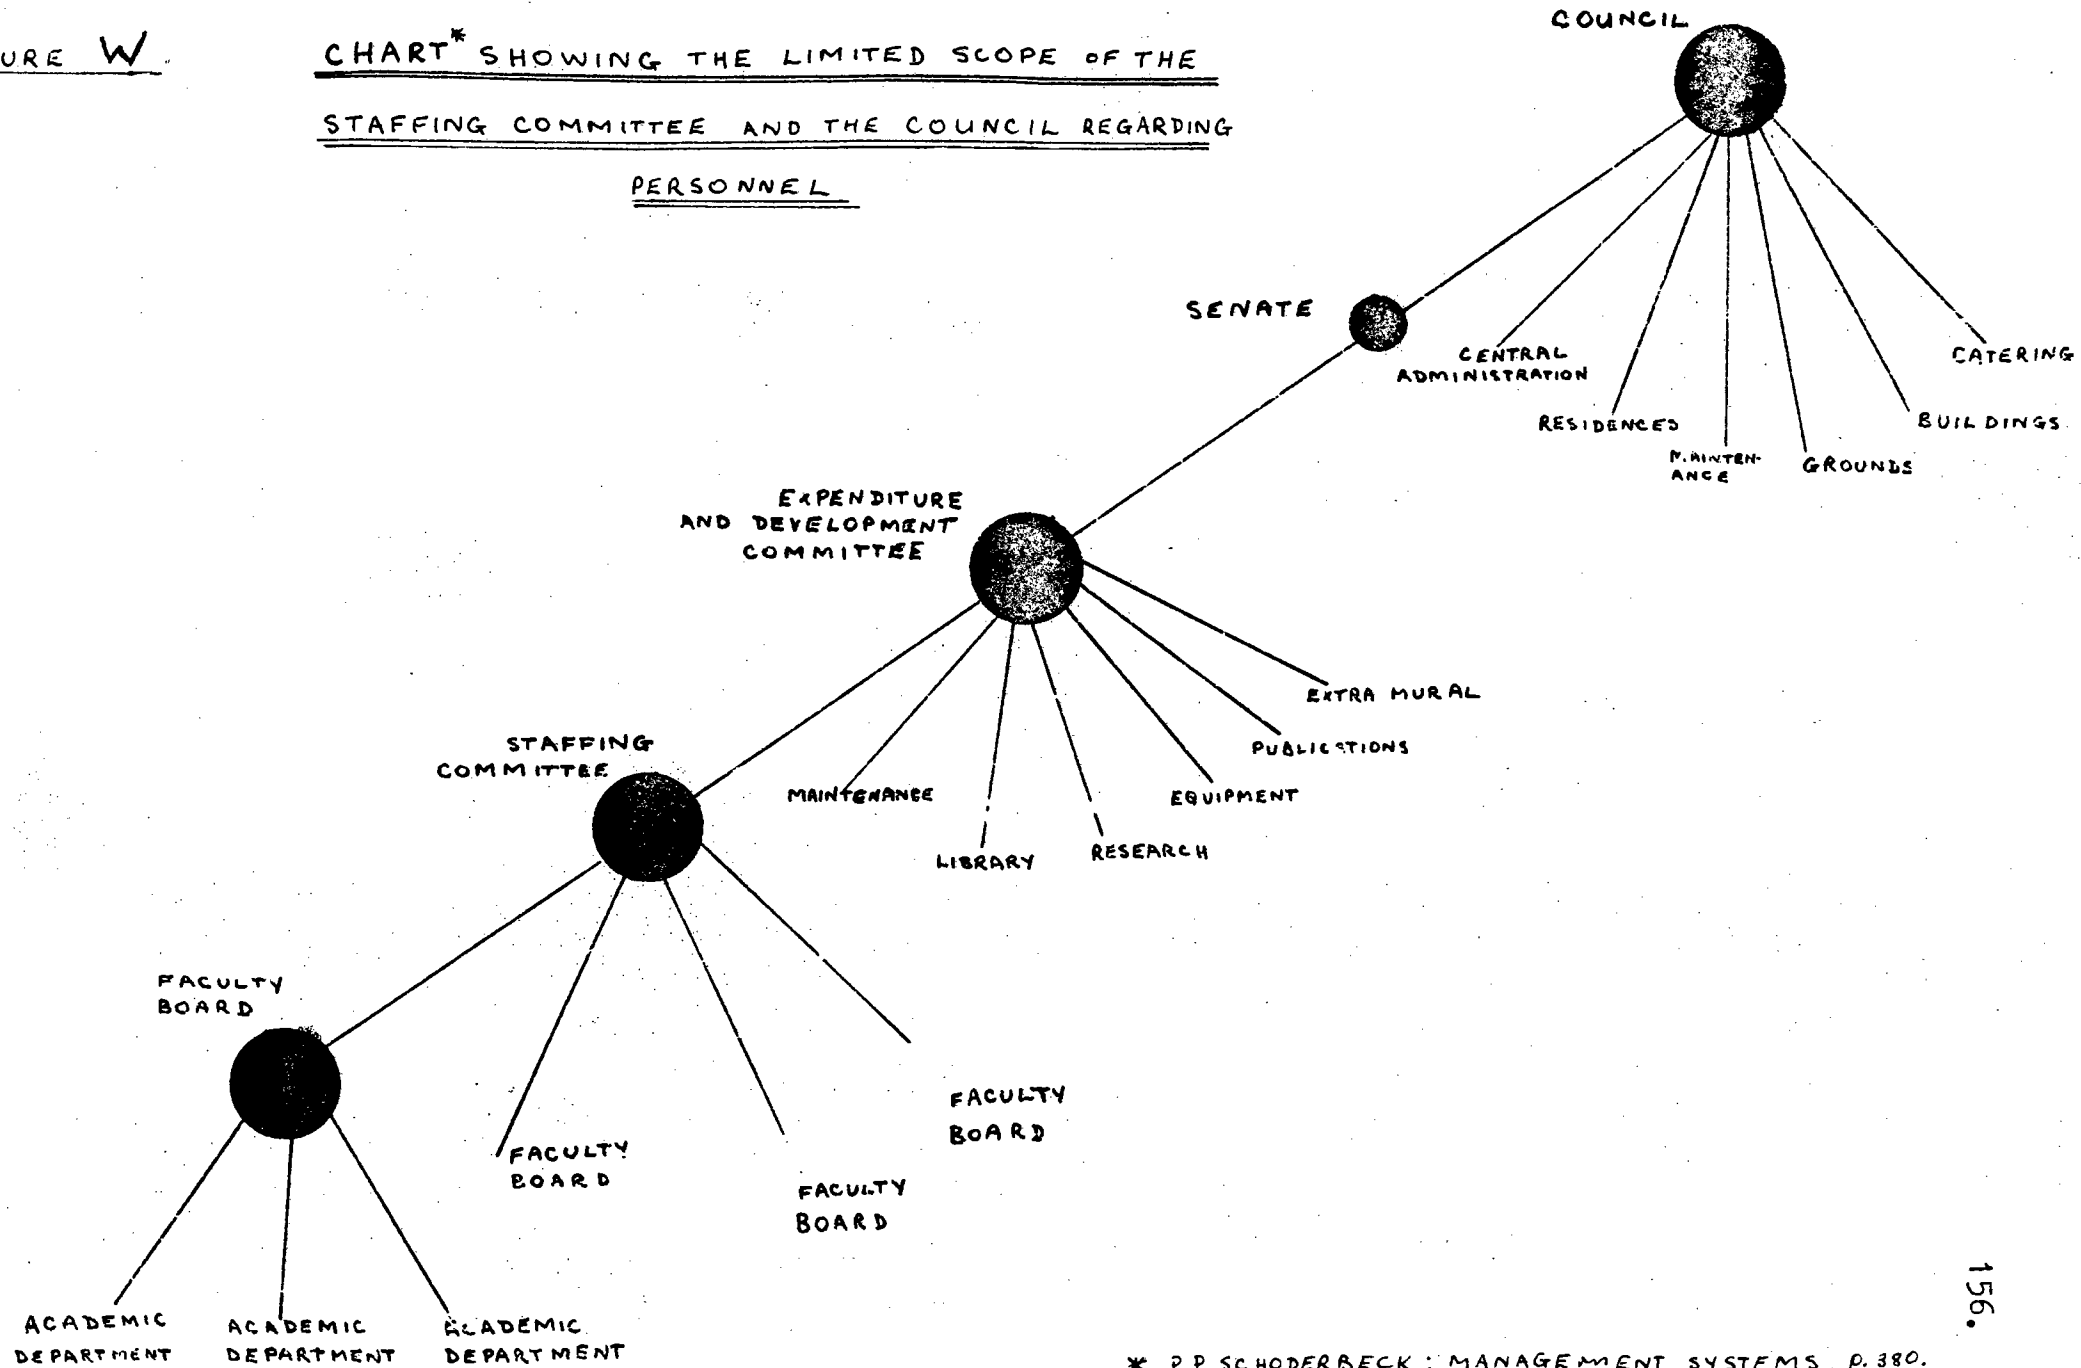 URE W.
CHART* SHOWING THE LIMITED SCOPE OF THE
STAFFING COMMITTEE AND THE COUNCIL REGARDING
PERSONNEL
COUNCIL
SENATE
CENTRAL
ADMINISTRATION
RESIDENCES
MAINTEN-
ANCE
GROUNDS
BUILDINGS
CATERING
EXPENDITURE
AND DEVELOPMENT
COMMITTEE
EXTRA MURAL
PUBLICATIONS
EQUIPMENT
RESEARCH
LIBRARY
MAINTENANCE
STAFFING
COMMITTEE
FACULTY
BOARD
FACULTY
BOARD
FACULTY
BOARD
FACULTY
BOARD
ACADEMIC
DEPARTMENT
ACADEMIC
DEPARTMENT
ACADEMIC
DEPARTMENT
156.
* P.P. SCHODERBECK: MANAGEMENT SYSTEMS P. 380.